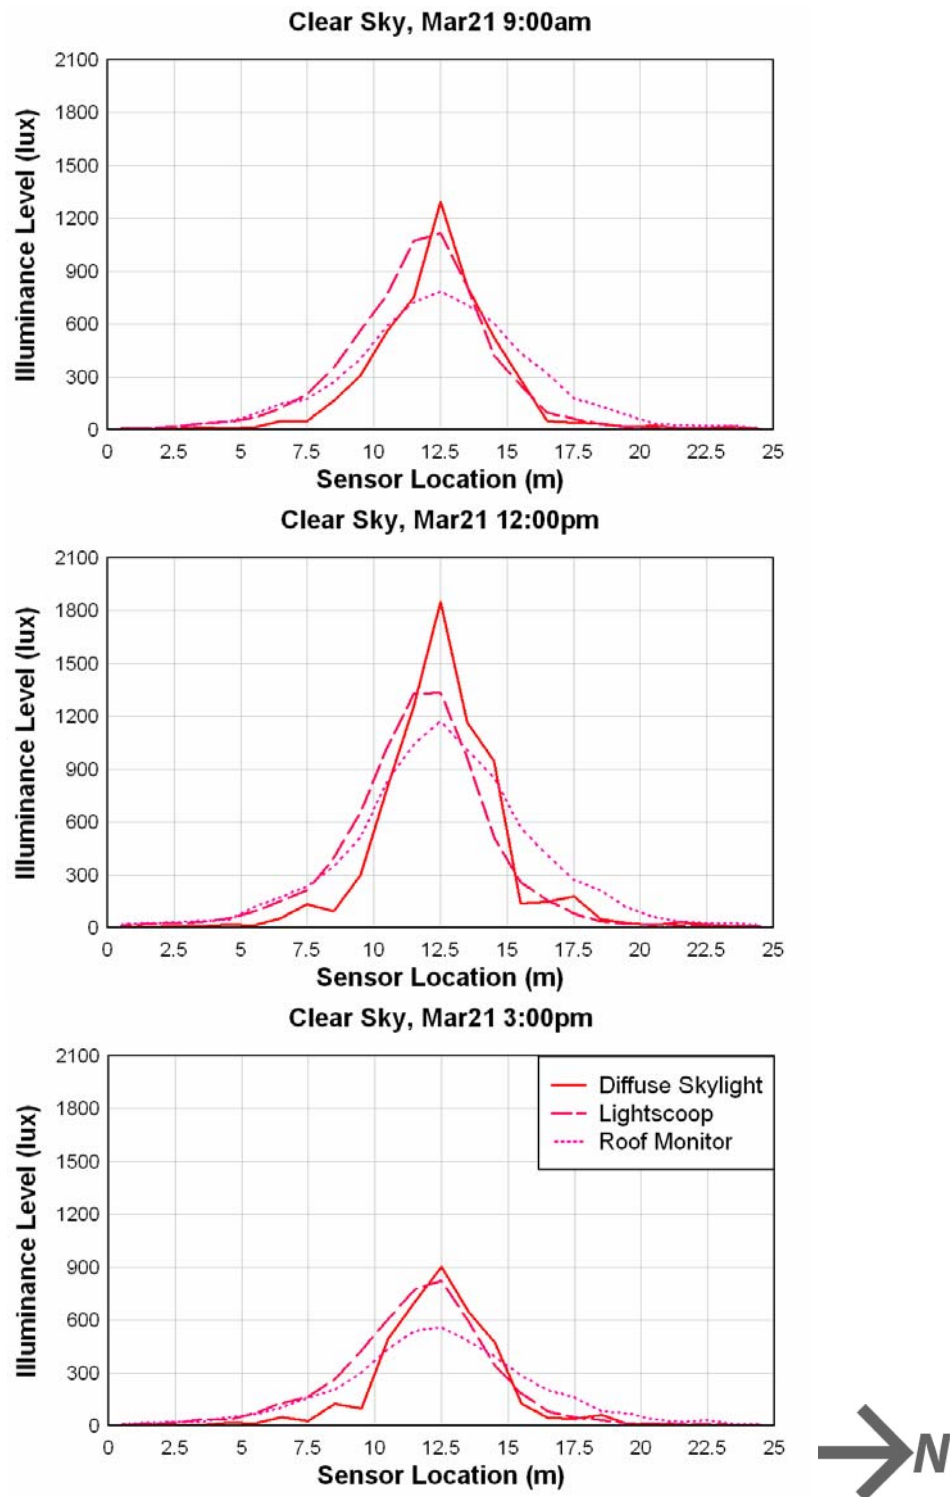 Clear Sky, Mar21 9:00am
Illuminance Level (lux)
2100
1800
1500
1200
900
600
300
0
0 2.5 5 7.5 10 12.5 15 17.5 20 22.5 25
Sensor Location (m)
Clear Sky, Mar21 12:00pm
Illuminance Level (lux)
2100
1800
1500
1200
900
600
300
0
0 2.5 5 7.5 10 12.5 15 17.5 20 22.5 25
Sensor Location (m)
Clear Sky, Mar21 3:00pm
Illuminance Level (lux)
2100
1800
1500
1200
900
600
300
0
Diffuse Skylight
Lightscoop
Roof Monitor
0 2.5 5 7.5 10 12.5 15 17.5 20 22.5 25
Sensor Location (m)
N